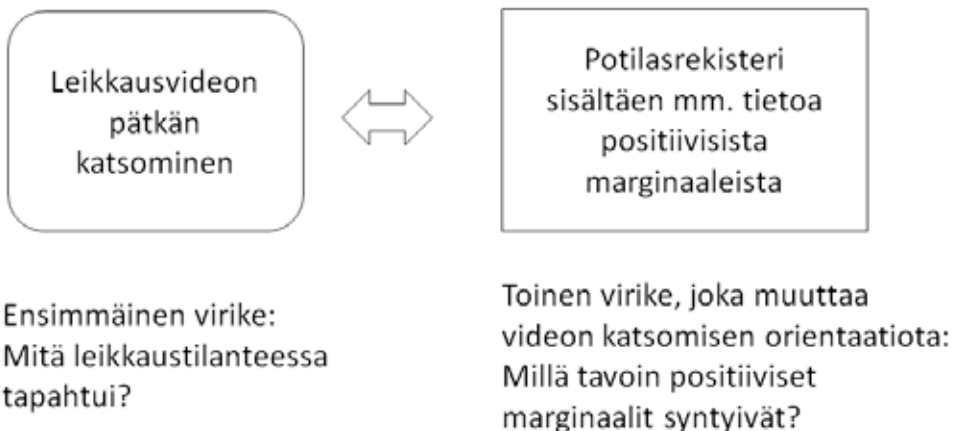 Leikkausvideon
pätkän
katsominen
Potilasrekisteri
sisältäen mm. tietoa
positiivisista
marginaaleista
Ensimmäinen virike:
Mitä leikkaustilanteessa
tapahtui?
Toinen virike, joka muuttaa
videon katsomisen orientaatiota:
Millä tavoin positiiviset
marginaalit syntyivät?